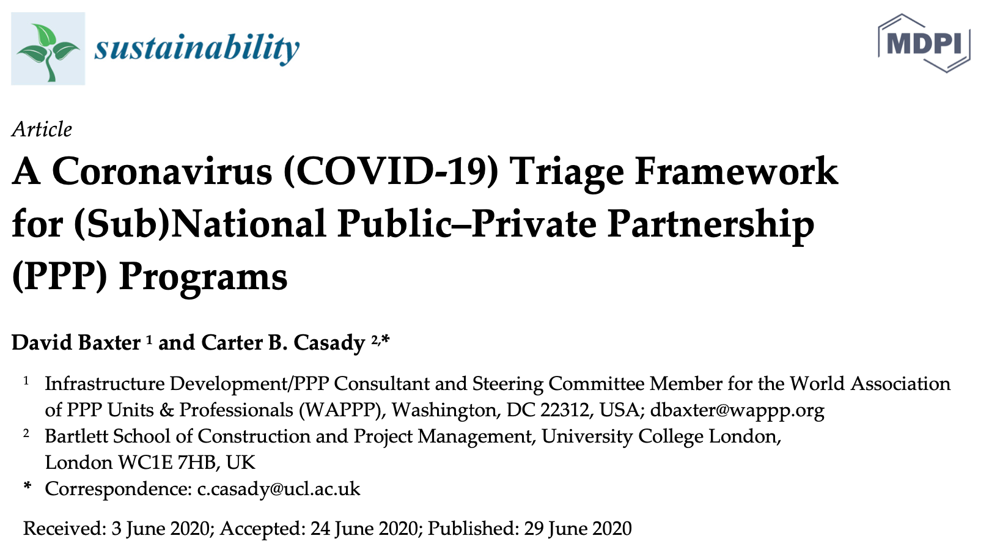 sustainability
MDPI
Article
A Coronavirus (COVID-19) Triage Framework
for (Sub)National Public–Private Partnership
(PPP) Programs
David Baxter 1 and Carter B. Casady 2,*
1 Infrastructure Development/PPP Consultant and Steering Committee Member for the World Association
of PPP Units & Professionals (WAPPP), Washington, DC 22312, USA; dbaxter@wappp.org
2 Bartlett School of Construction and Project Management, University College London,
London WC1E 7HB, UK
* Correspondence: c.casady@ucl.ac.uk
Received: 3 June 2020; Accepted: 24 June 2020; Published: 29 June 2020